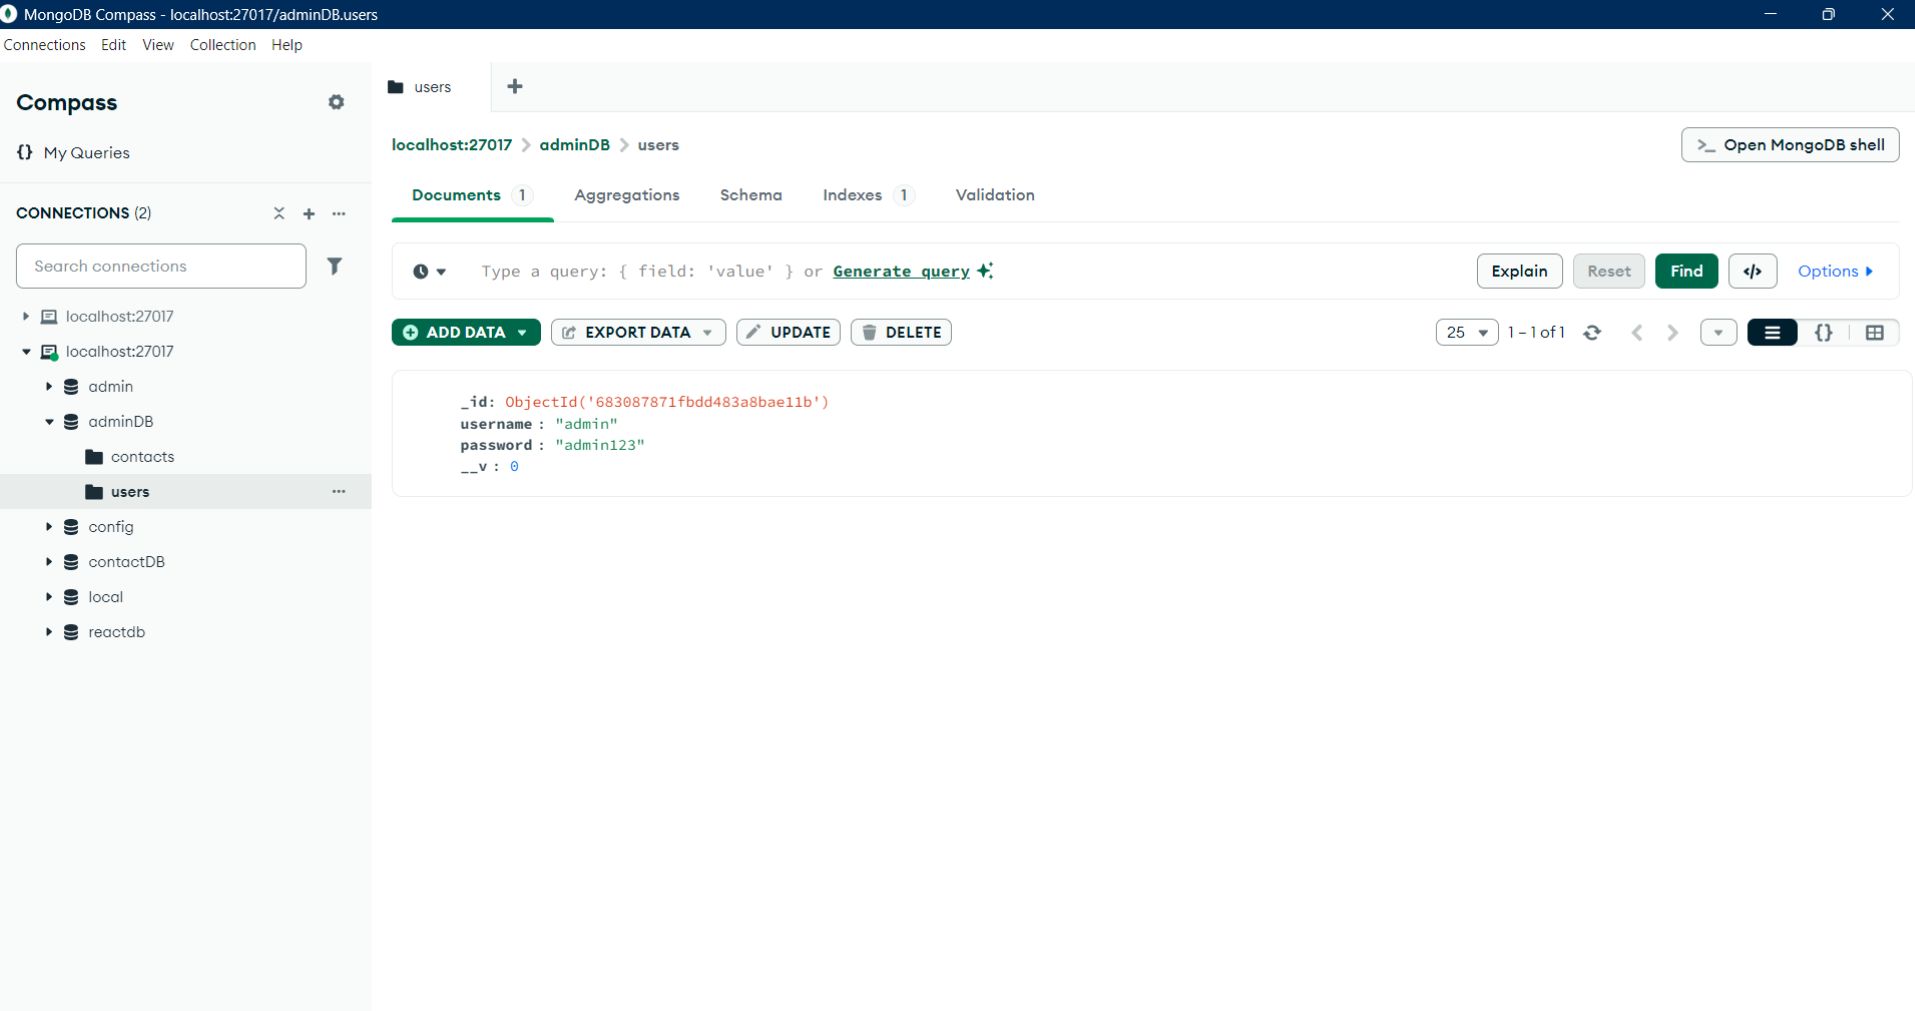 MongoDB Compass - localhost:27017/adminDB.users
Connections Edit View Collection Help
Compass
{} My Queries
CONNECTIONS (2)
Search connections
localhost:27017
localhost:27017
admin
adminDB
contacts
users
config
contactDB
local
reactdb
users
localhost:27017 > adminDB > users
>_ Open MongoDB shell
Documents 1 Aggregations Schema Indexes 1 Validation
Type a query: { field: 'value' } or Generate query
Explain Reset Find </> Options
ADD DATA EXPORT DATA UPDATE DELETE
25 1 – 1 of 1 {}
_id: ObjectId('683087871fbdd483a8bae11b')
username : "admin"
password : "admin123"
__v : 0